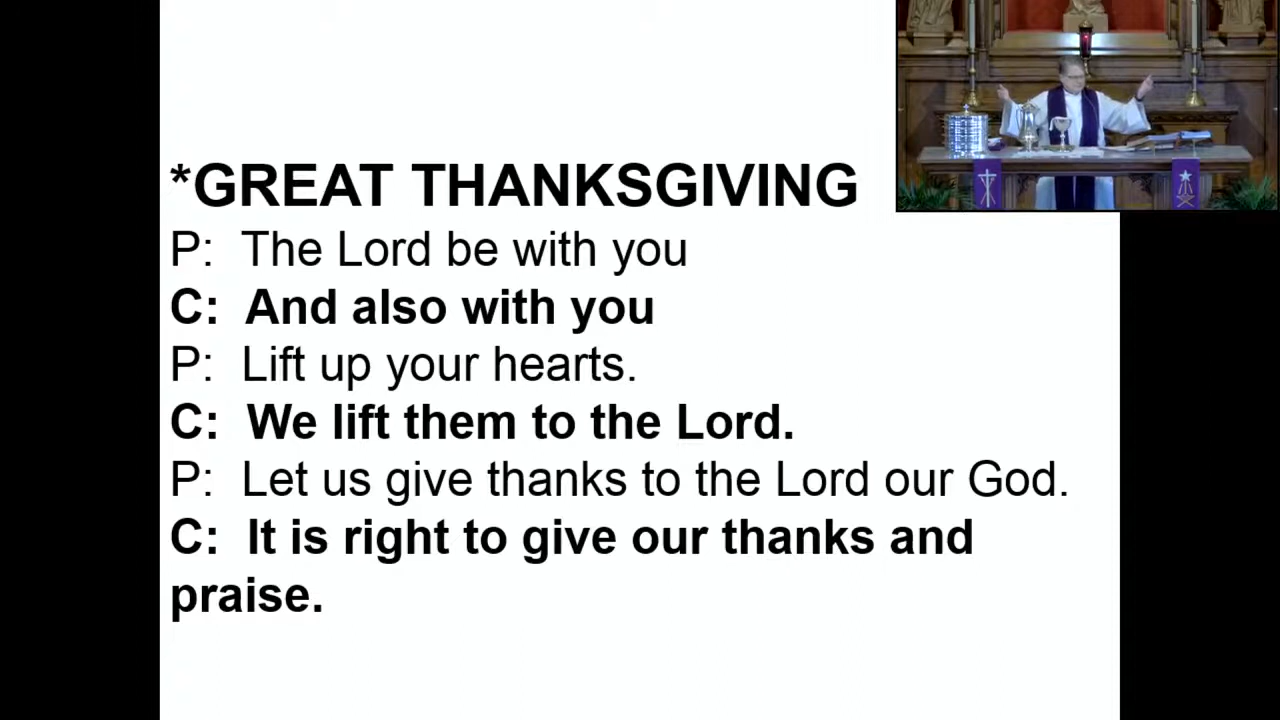 *GREAT THANKSGIVING
P: The Lord be with you
C: And also with you
P: Lift up your hearts.
C: We lift them to the Lord.
P: Let us give thanks to the Lord our God.
C: It is right to give our thanks and
praise.